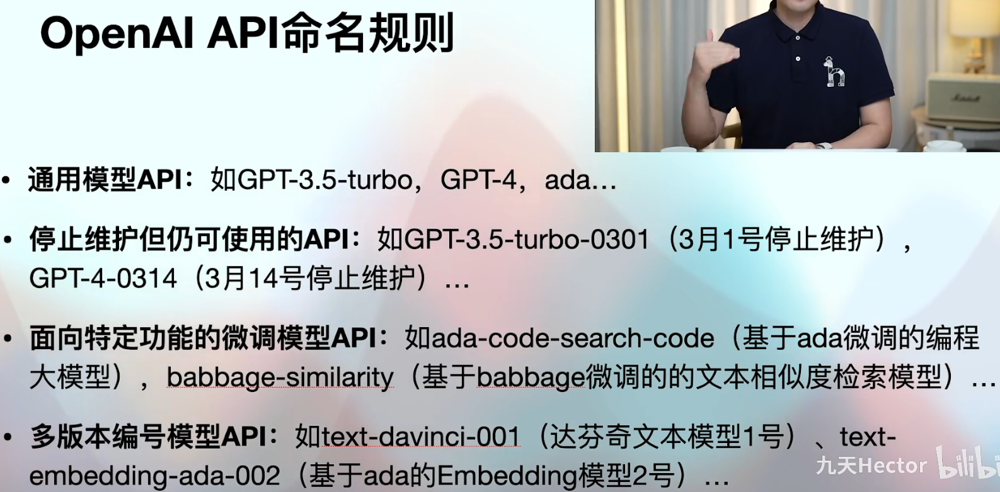 OpenAI API命名规则
Marshall
• 通用模型API：如GPT-3.5-turbo，GPT-4，ada…
• 停止维护但仍可使用的API：如GPT-3.5-turbo-0301（3月1号停止维护），
GPT-4-0314（3月14号停止维护）…
• 面向特定功能的微调模型API：如ada-code-search-code（基于ada微调的编程
大模型），babbage-similarity（基于babbage微调的的文本相似度检索模型）…
• 多版本编号模型API：如text-davinci-001（达芬奇文本模型1号）、text-
embedding-ada-002（基于ada的Embedding模型2号）…
九天Hector bilibi